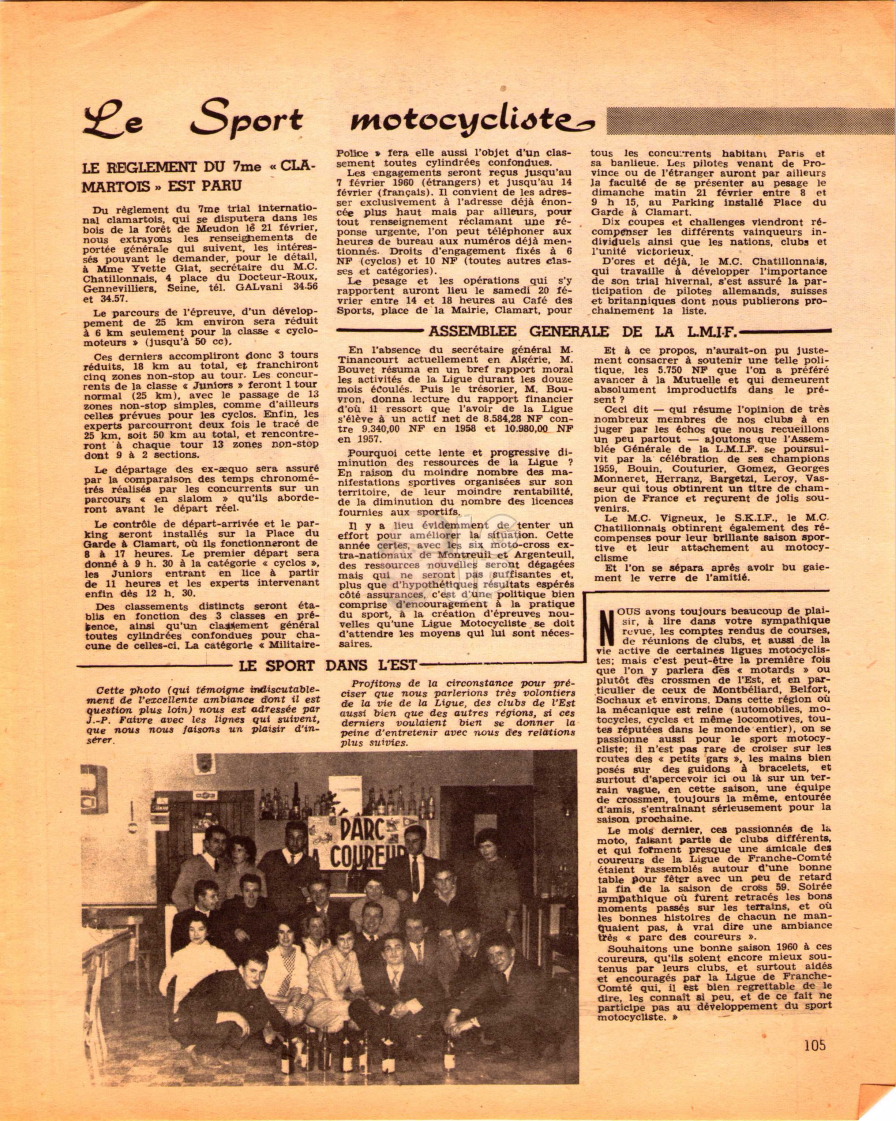 Le Sport motocycliste
LE REGLEMENT DU 7me « CLA-
MARTOIS » EST PARU
Du règlement du 7me trial internatio-
nal clamartois, qui se disputera dans les
bois de la forêt de Meudon le 21 février,
nous extrayons les renseignements de
portée générale qui suivent, les intéres-
sés pouvant le demander, pour le détail,
à Mme Yvette Giat, secrétaire du M.C.
Chatillonnais, 4 place du Docteur-Roux,
Gennevilliers, Seine, tél. GALvani 34.56
et 34.57.
Le parcours de l'épreuve, d'un dévelop-
pement de 25 km environ sera réduit
à 6 km seulement pour la classe « cyclo-
moteurs » (jusqu'à 50 cc).
Ces derniers accompliront donc 3 tours
réduits, 18 km au total, et franchiront
cinq zones non-stop au tour. Les concur-
rents de la classe « Juniors » feront 1 tour
normal (25 km), avec le passage de 13
zones non-stop simples, comme d'ailleurs
celles prévues pour les cyclos. Enfin, les
experts parcourront deux fois le tracé de
25 km, soit 50 km au total, et rencontre-
ront à chaque tour 13 zones non-stop
dont 9 à 2 sections.
Le départage des ex-æquo sera assuré
par la comparaison des temps chronomé-
trés réalisés par les concurrents sur un
parcours « en slalom » qu'ils aborde-
ront avant le départ réel.
Le contrôle de départ-arrivée et le par-
king seront installés sur la Place du
Garde à Clamart, où ils fonctionneront de
8 à 17 heures. Le premier départ sera
donné à 9 h. 30 à la catégorie « cyclos »,
les Juniors entrant en lice à partir
de 11 heures et les experts intervenant
enfin dès 12 h. 30.
Des classements distincts seront éta-
blis en fonction des 3 classes en pré-
sence, ainsi qu'un classement général
toutes cylindrées confondues pour cha-
cune de celles-ci. La catégorie « Militaire-
Police » fera elle aussi l'objet d'un clas-
sement toutes cylindrées confondues.
Les engagements seront reçus jusqu'au
7 février 1960 (étrangers) et jusqu'au 14
février (français). Il convient de les adres-
ser exclusivement à l'adresse déjà énon-
cée plus haut mais par ailleurs, pour
tout renseignement réclamant une ré-
ponse urgente, l'on peut téléphoner aux
heures de bureau aux numéros déjà men-
tionnés. Droits d'engagement fixés à 6
NF (cyclos) et 10 NF (toutes autres clas-
ses et catégories).
Le pesage et les opérations qui s'y
rapportent auront lieu le samedi 20 fé-
vrier entre 14 et 18 heures au Café des
Sports, place de la Mairie, Clamart, pour
tous les concurrents habitant Paris et
sa banlieue. Les pilotes venant de Pro-
vince ou de l'étranger auront par ailleurs
la faculté de se présenter au pesage le
dimanche matin 21 février entre 8 et
9 h 15, au Parking installé Place du
Garde à Clamart.
Dix coupes et challenges viendront ré-
compenser les différents vainqueurs in-
dividuels ainsi que les nations, clubs et
l'unité victorieux.
D'ores et déjà, le M.C. Chatillonnais,
qui travaille à développer l'importance
de son trial hivernal, s'est assuré la par-
ticipation de pilotes allemands, suisses
et britanniques dont nous publierons pro-
chainement la liste.
ASSEMBLEE GENERALE DE LA L.M.I.F.
En l'absence du secrétaire général M.
Tinancourt actuellement en Algérie, M.
Bouvet résuma en un bref rapport moral
les activités de la Ligue durant les douze
mois écoulés. Puis le trésorier, M. Bou-
vron, donna lecture du rapport financier
d'où il ressort que l'avoir de la Ligue
s'élève à un actif net de 8.584,28 NF con-
tre 9.340,00 NF en 1958 et 10.980,00 NF
en 1957.
Pourquoi cette lente et progressive di-
minution des ressources de la Ligue ?
En raison du moindre nombre des ma-
nifestations sportives organisées sur son
territoire, de leur moindre rentabilité,
de la diminution du nombre des licences
fournies aux sportifs.
Il y a lieu évidemment de tenter un
effort pour améliorer la situation. Cette
année certes, avec les six moto-cross ex-
tra-nationaux de Montreuil et Argenteuil,
des ressources nouvelles seront dégagées
mais qui ne seront pas suffisantes et,
plus que d'hypothétiques résultats espérés
côté assurances, c'est d'une politique bien
comprise d'encouragement à la pratique
du sport, à la création d'épreuves nou-
velles qu'une Ligue Motocycliste se doit
d'attendre les moyens qui lui sont néces-
saires.
Et à ce propos, n'aurait-on pu juste-
ment consacrer à soutenir une telle poli-
tique, les 5.750 NF que l'on a préféré
avancer à la Mutuelle et qui demeurent
absolument improductifs dans le pré-
sent ?
Ceci dit — qui résume l'opinion de très
nombreux membres de nos clubs à en
juger par les échos que nous recueillons
un peu partout — ajoutons que l'Assem-
blée Générale de la L.M.I.F. se poursui-
vit par la célébration de ses champions
1959, Bouin, Couturier, Gomez, Georges
Monneret, Herranz, Bargetzi, Leroy, Vas-
seur qui tous obtinrent un titre de cham-
pion de France et reçurent de jolis sou-
venirs.
Le M.C. Vigneux, le S.K.I.F., le M.C.
Chatillonnais obtinrent également des ré-
compenses pour leur brillante saison spor-
tive et leur attachement au motocy-
clisme
Et l'on se sépara après avoir bu gaie-
ment le verre de l'amitié.
LE SPORT DANS L'EST
Cette photo (qui témoigne indiscutable-
ment de l'excellente ambiance dont il est
question plus loin) nous est adressée par
J.-P. Faivre avec les lignes qui suivent,
que nous nous faisons un plaisir d'in-
sérer.
Profitons de la circonstance pour pré-
ciser que nous parlerions très volontiers
de la vie de la Ligue, des clubs de l'Est
aussi bien que des autres régions, si ces
derniers voulaient bien se donner la
peine d'entretenir avec nous des relations
plus suivies.
PARC
COUREUR
NOUS avons toujours beaucoup de plai-
sir, à lire dans votre sympathique
revue, les comptes rendus de courses,
de réunions de clubs, et aussi de la
vie active de certaines ligues motocyclis-
tes; mais c'est peut-être la première fois
que l'on y parlera des « motards » ou
plutôt des crossmen de l'Est, et en par-
ticulier de ceux de Montbéliard, Belfort,
Sochaux et environs. Dans cette région où
la mécanique est reine (automobiles, mo-
tocycles, cycles et même locomotives, tou-
tes réputées dans le monde entier), on se
passionne aussi pour le sport motocy-
cliste; il n'est pas rare de croiser sur les
routes des « petits gars », les mains bien
posés sur des guidons à bracelets, et
surtout d'apercevoir ici ou là sur un ter-
rain vague, en cette saison, une équipe
de crossmen, toujours la même, entourée
d'amis, s'entrainant sérieusement pour la
saison prochaine.
Le mois dernier, ces passionnés de la
moto, faisant partie de clubs différents,
et qui forment presque une amicale des
coureurs de la Ligue de Franche-Comté
étaient rassemblés autour d'une bonne
table pour fêter avec un peu de retard
la fin de la saison de cross 59. Soirée
sympathique où furent retracés les bons
moments passés sur les terrains, et où
les bonnes histoires de chacun ne man-
quaient pas, à vrai dire une ambiance
très « parc des coureurs ».
Souhaitons une bonne saison 1960 à ces
coureurs, qu'ils soient encore mieux sou-
tenus par leurs clubs, et surtout aidés
et encouragés par la Ligue de Franche-
Comté qui, il est bien regrettable de le
dire, les connaît si peu, et de ce fait ne
participe pas au développement du sport
motocycliste. »
105